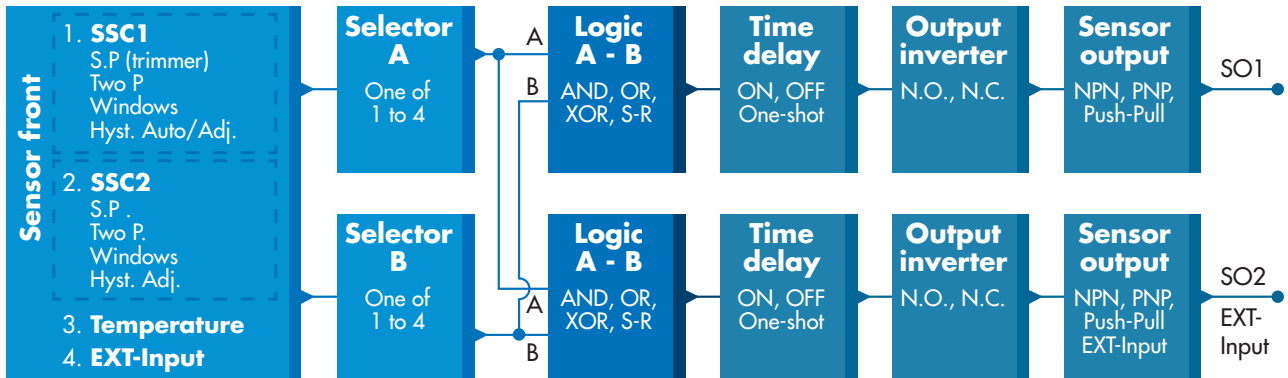 Sensor front
1. SSC1
S.P (trimmer)
Two P
Windows
Hyst. Auto/Adj.
2. SSC2
S.P .
Two P.
Windows
Hyst. Adj.
3. Temperature
4. EXT-Input
Selector
A
One of
1 to 4
A
B
Logic
A - B
AND, OR,
XOR, S-R
Time
delay
ON, OFF
One-shot
Output
inverter
N.O., N.C.
Sensor
output
NPN, PNP,
Push-Pull
SO1
Selector
B
One of
1 to 4
A
B
Logic
A - B
AND, OR,
XOR, S-R
Time
delay
ON, OFF
One-shot
Output
inverter
N.O., N.C.
Sensor
output
NPN, PNP,
Push-Pull
EXT-Input
SO2
EXT-
Input